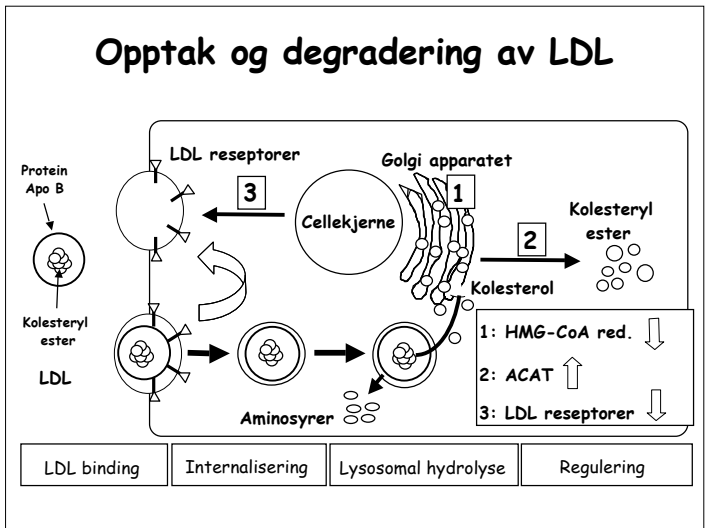 Opptak og degradering av LDL
Protein
Apo B
Kolesteryl
ester
LDL
LDL reseptorer
3
Cellekjerne
Golgi apparatet
1
2
Kolesteryl
ester
Kolesterol
Aminosyrer
1: HMG-CoA red.
2: ACAT
3: LDL reseptorer
LDL binding
Internalisering
Lysosomal hydrolyse
Regulering